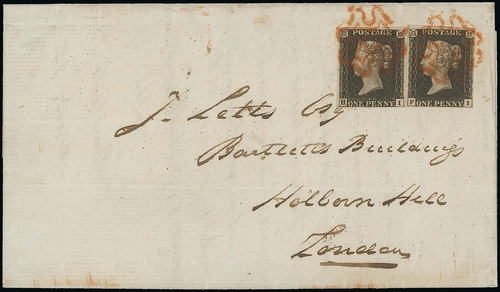 POSTAGE POSTAGE
ONE PENNY I ONE PENNY I
J. Letts Esq
Bartletts Buildings
Holborn Hill
London